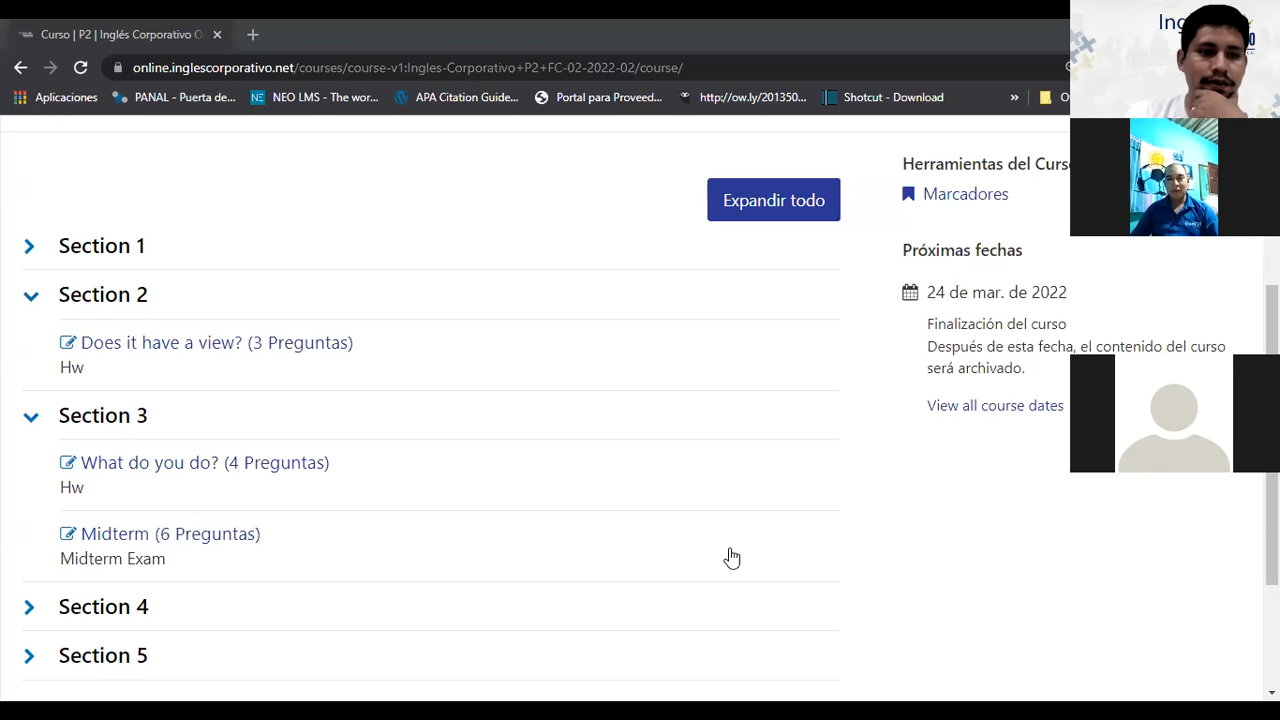 Curso | P2 | Inglés Corporativo O
online.inglescorporativo.net/courses/course-v1:Ingles-Corporativo+P2+FC-02-2022-02/course/
Aplicaciones
PANAL - Puerta de...
NEO LMS - The wor...
APA Citation Guide...
Portal para Proveed...
http://ow.ly/201350...
Shotcut - Download
»
Expandir todo
Section 1
Section 2
Does it have a view? (3 Preguntas)
Hw
Section 3
What do you do? (4 Preguntas)
Hw
Midterm (6 Preguntas)
Midterm Exam
Section 4
Section 5
Herramientas del Curso
Marcadores
Próximas fechas
24 de mar. de 2022
Finalización del curso
Después de esta fecha, el contenido del curso
será archivado.
View all course dates